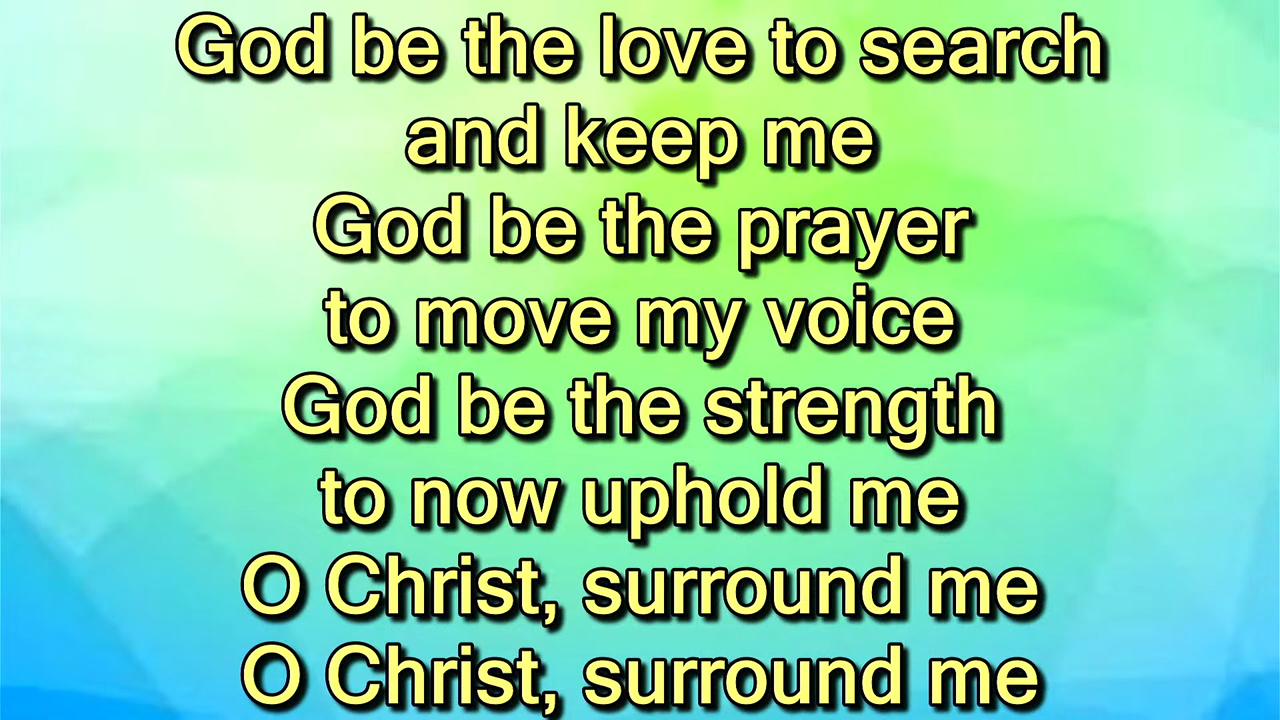 God be the love to search
and keep me
God be the prayer
to move my voice
God be the strength
to now uphold me
O Christ, surround me
O Christ, surround me